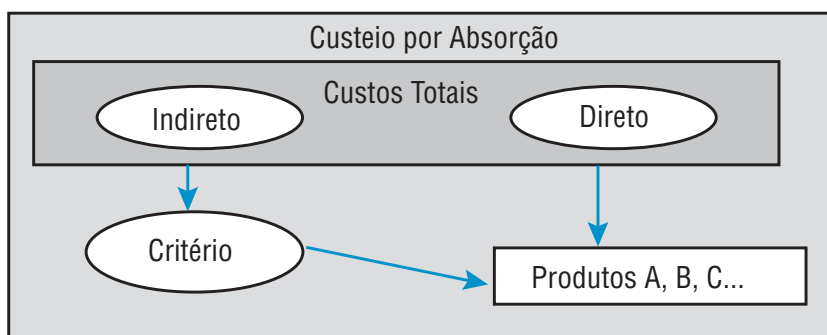 Custeio por Absorção
Custos Totais
Indireto
Direto
Critério
Produtos A, B, C...